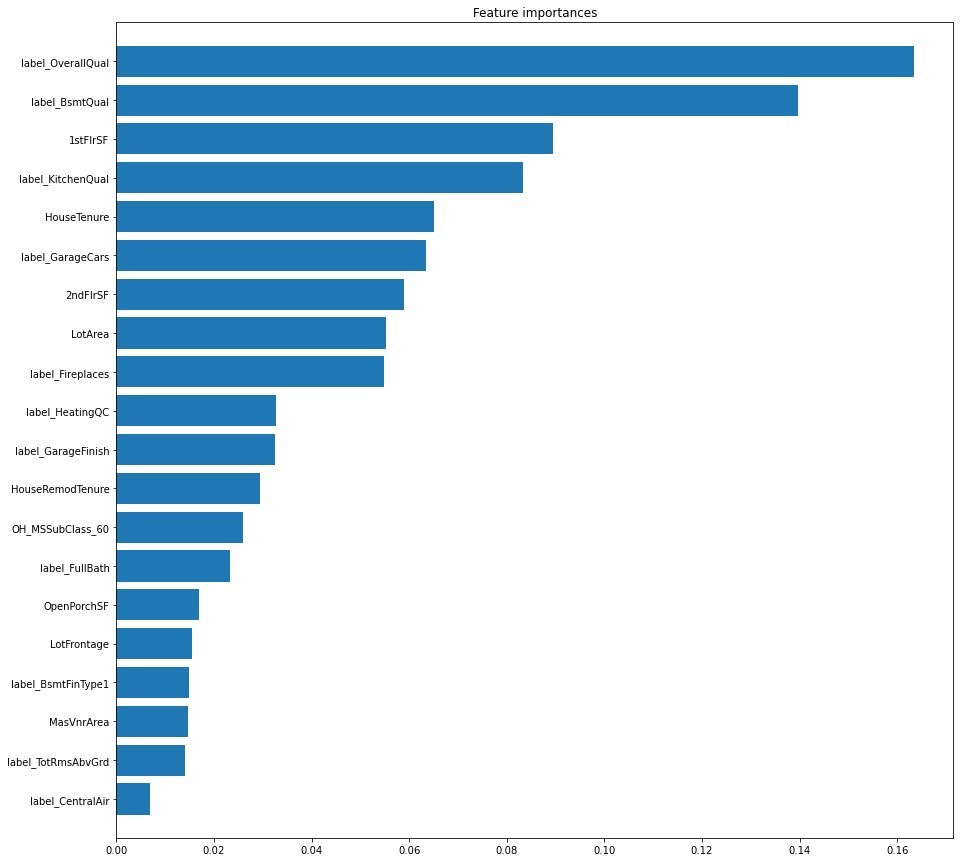 Feature importances
label_OverallQual
label_BsmtQual
1stFlrSF
label_KitchenQual
HouseTenure
label_GarageCars
2ndFlrSF
LotArea
label_Fireplaces
label_HeatingQC
label_GarageFinish
HouseRemodTenure
OH_MSSubClass_60
label_FullBath
OpenPorchSF
LotFrontage
label_BsmtFinType1
MasVnrArea
label_TotRmsAbvGrd
label_CentralAir
0.00 0.02 0.04 0.06 0.08 0.10 0.12 0.14 0.16